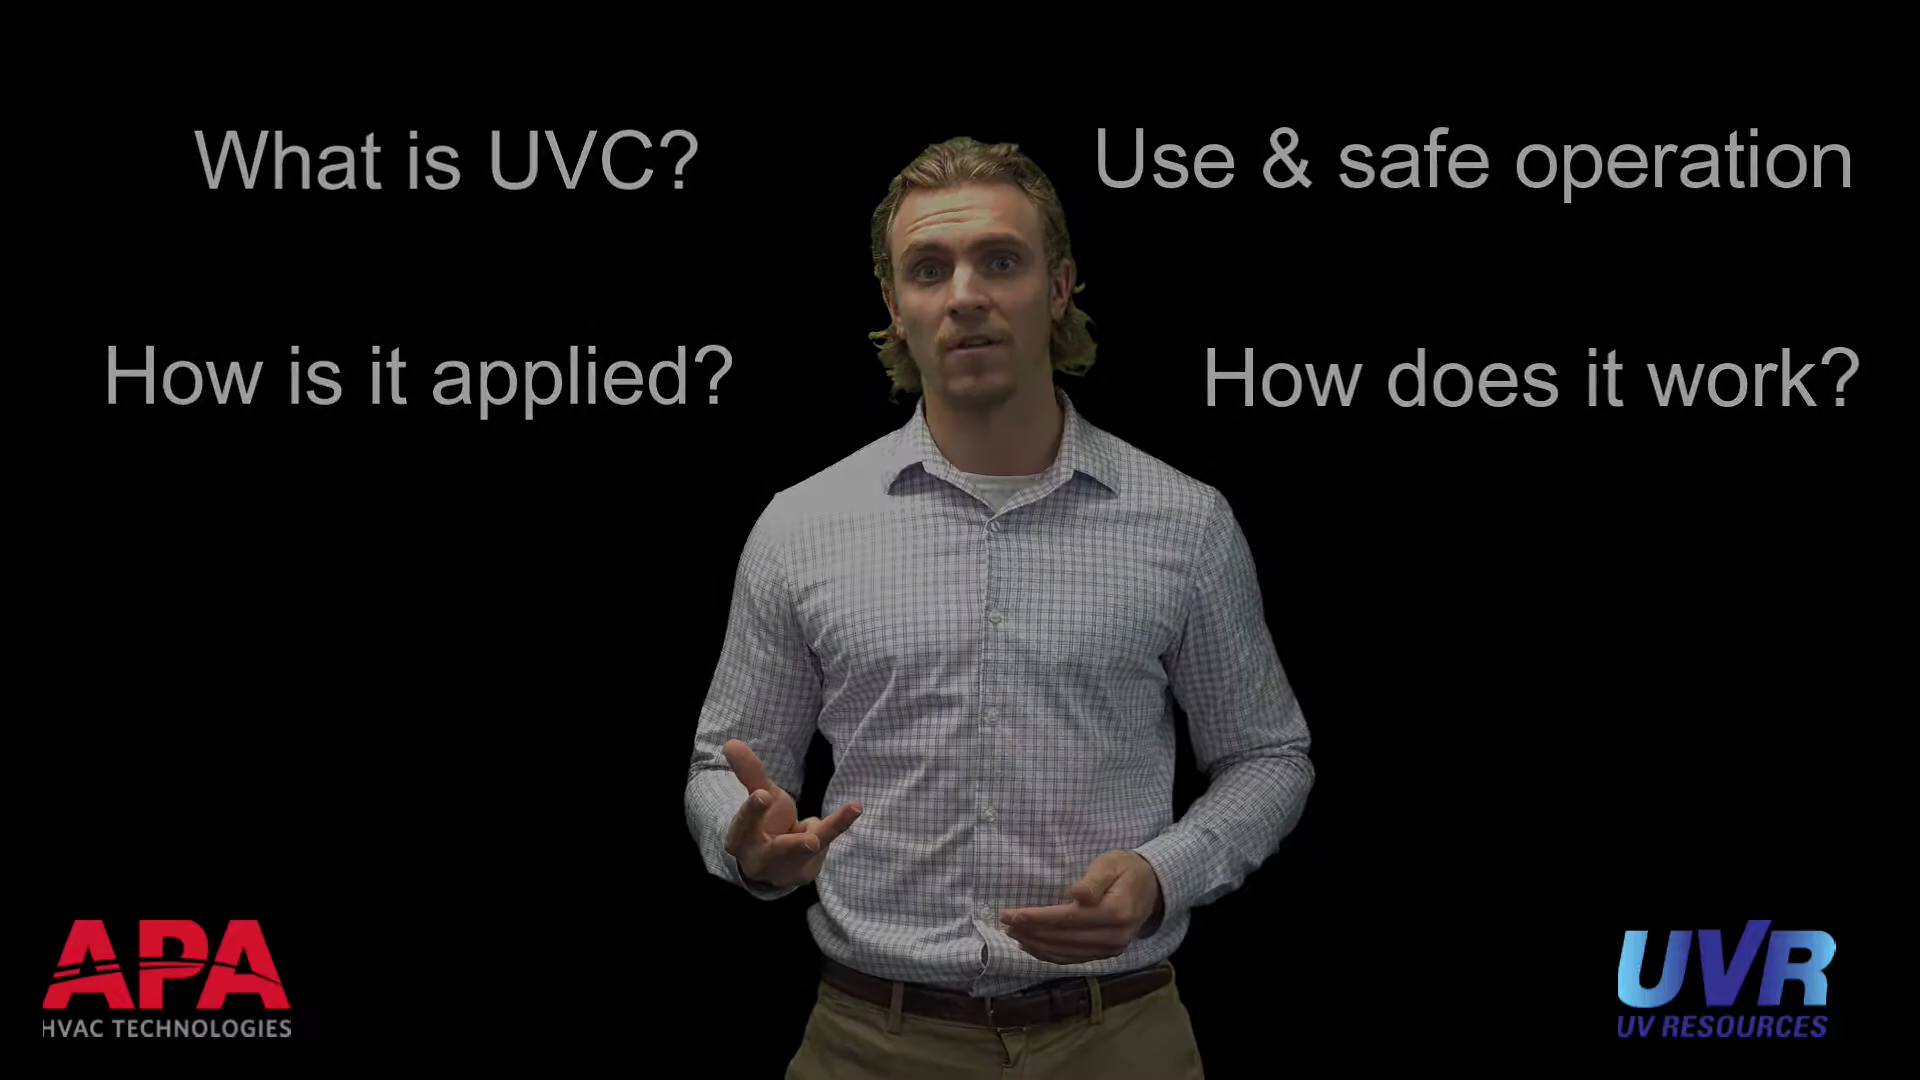 What is UVC?
Use & safe operation
How is it applied?
How does it work?
APA
HVAC TECHNOLOGIES
UVR
UV RESOURCES